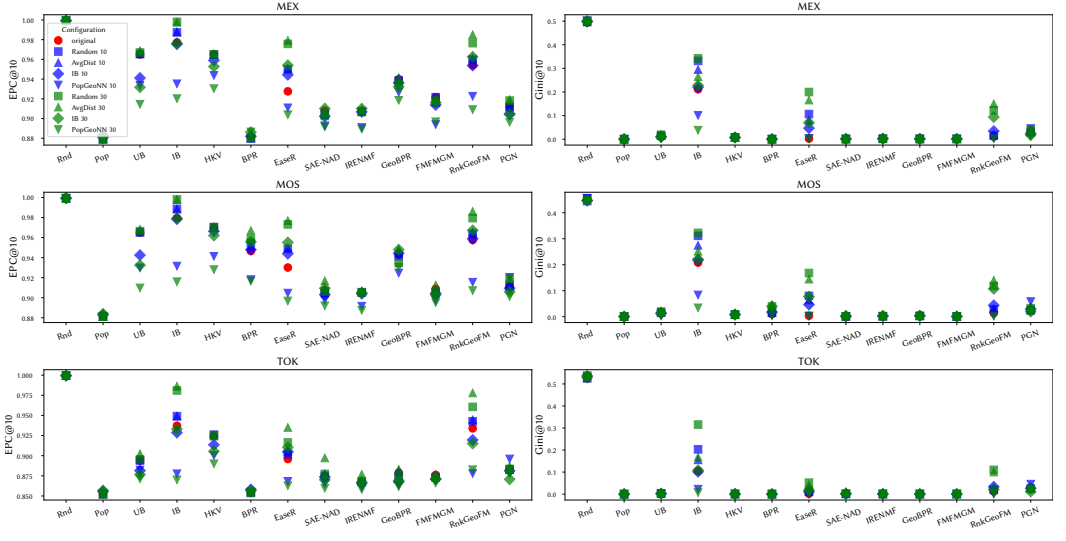 MEX
EPC@10
1.00
0.98
0.96
0.94
0.92
0.90
0.88
Configuration
original
Random 10
AvgDist 10
IB 10
PopGeoNN 10
Random 30
AvgDist 30
IB 30
PopGeoNN 30
Rnd Pop UB IB HKV BPR EaseR SAE-NAD IRENMF GeoBPR FMFMGM RnkGeoFM PGN
MEX
Gini@10
0.5
0.4
0.3
0.2
0.1
0.0
Rnd Pop UB IB HKV BPR EaseR SAE-NAD IRENMF GeoBPR FMFMGM RnkGeoFM PGN
MOS
EPC@10
1.00
0.98
0.96
0.94
0.92
0.90
0.88
Rnd Pop UB IB HKV BPR EaseR SAE-NAD IRENMF GeoBPR FMFMGM RnkGeoFM PGN
MOS
Gini@10
0.4
0.3
0.2
0.1
0.0
Rnd Pop UB IB HKV BPR EaseR SAE-NAD IRENMF GeoBPR FMFMGM RnkGeoFM PGN
TOK
EPC@10
1.000
0.975
0.950
0.925
0.900
0.875
0.850
Rnd Pop UB IB HKV BPR EaseR SAE-NAD IRENMF GeoBPR FMFMGM RnkGeoFM PGN
TOK
Gini@10
0.5
0.4
0.3
0.2
0.1
0.0
Rnd Pop UB IB HKV BPR EaseR SAE-NAD IRENMF GeoBPR FMFMGM RnkGeoFM PGN